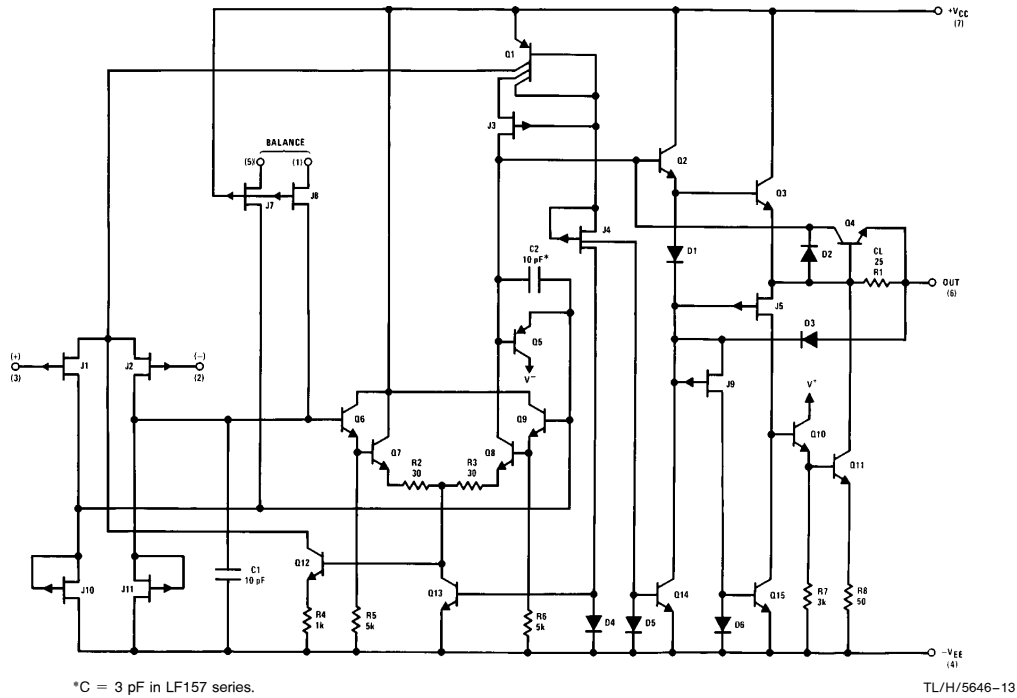 +VCC
(7)
Q1
J3
BALANCE
(5)
(1)
J7
J8
Q2
Q3
J4
Q4
C2
10 pF*
D1
D2
CL
25
R1
OUT
(6)
J5
D3
(+)
(3)
J1
J2
(−)
(2)
Q5
V−
J9
V+
Q6
Q9
Q7
Q8
Q10
Q11
R2
30
R3
30
Q12
J10
J11
C1
10 pF
Q13
Q14
Q15
R4
1k
R5
5k
R6
5k
D4
D5
D6
R7
3k
R8
50
−VEE
(4)
*C = 3 pF in LF157 series.
TL/H/5646–13